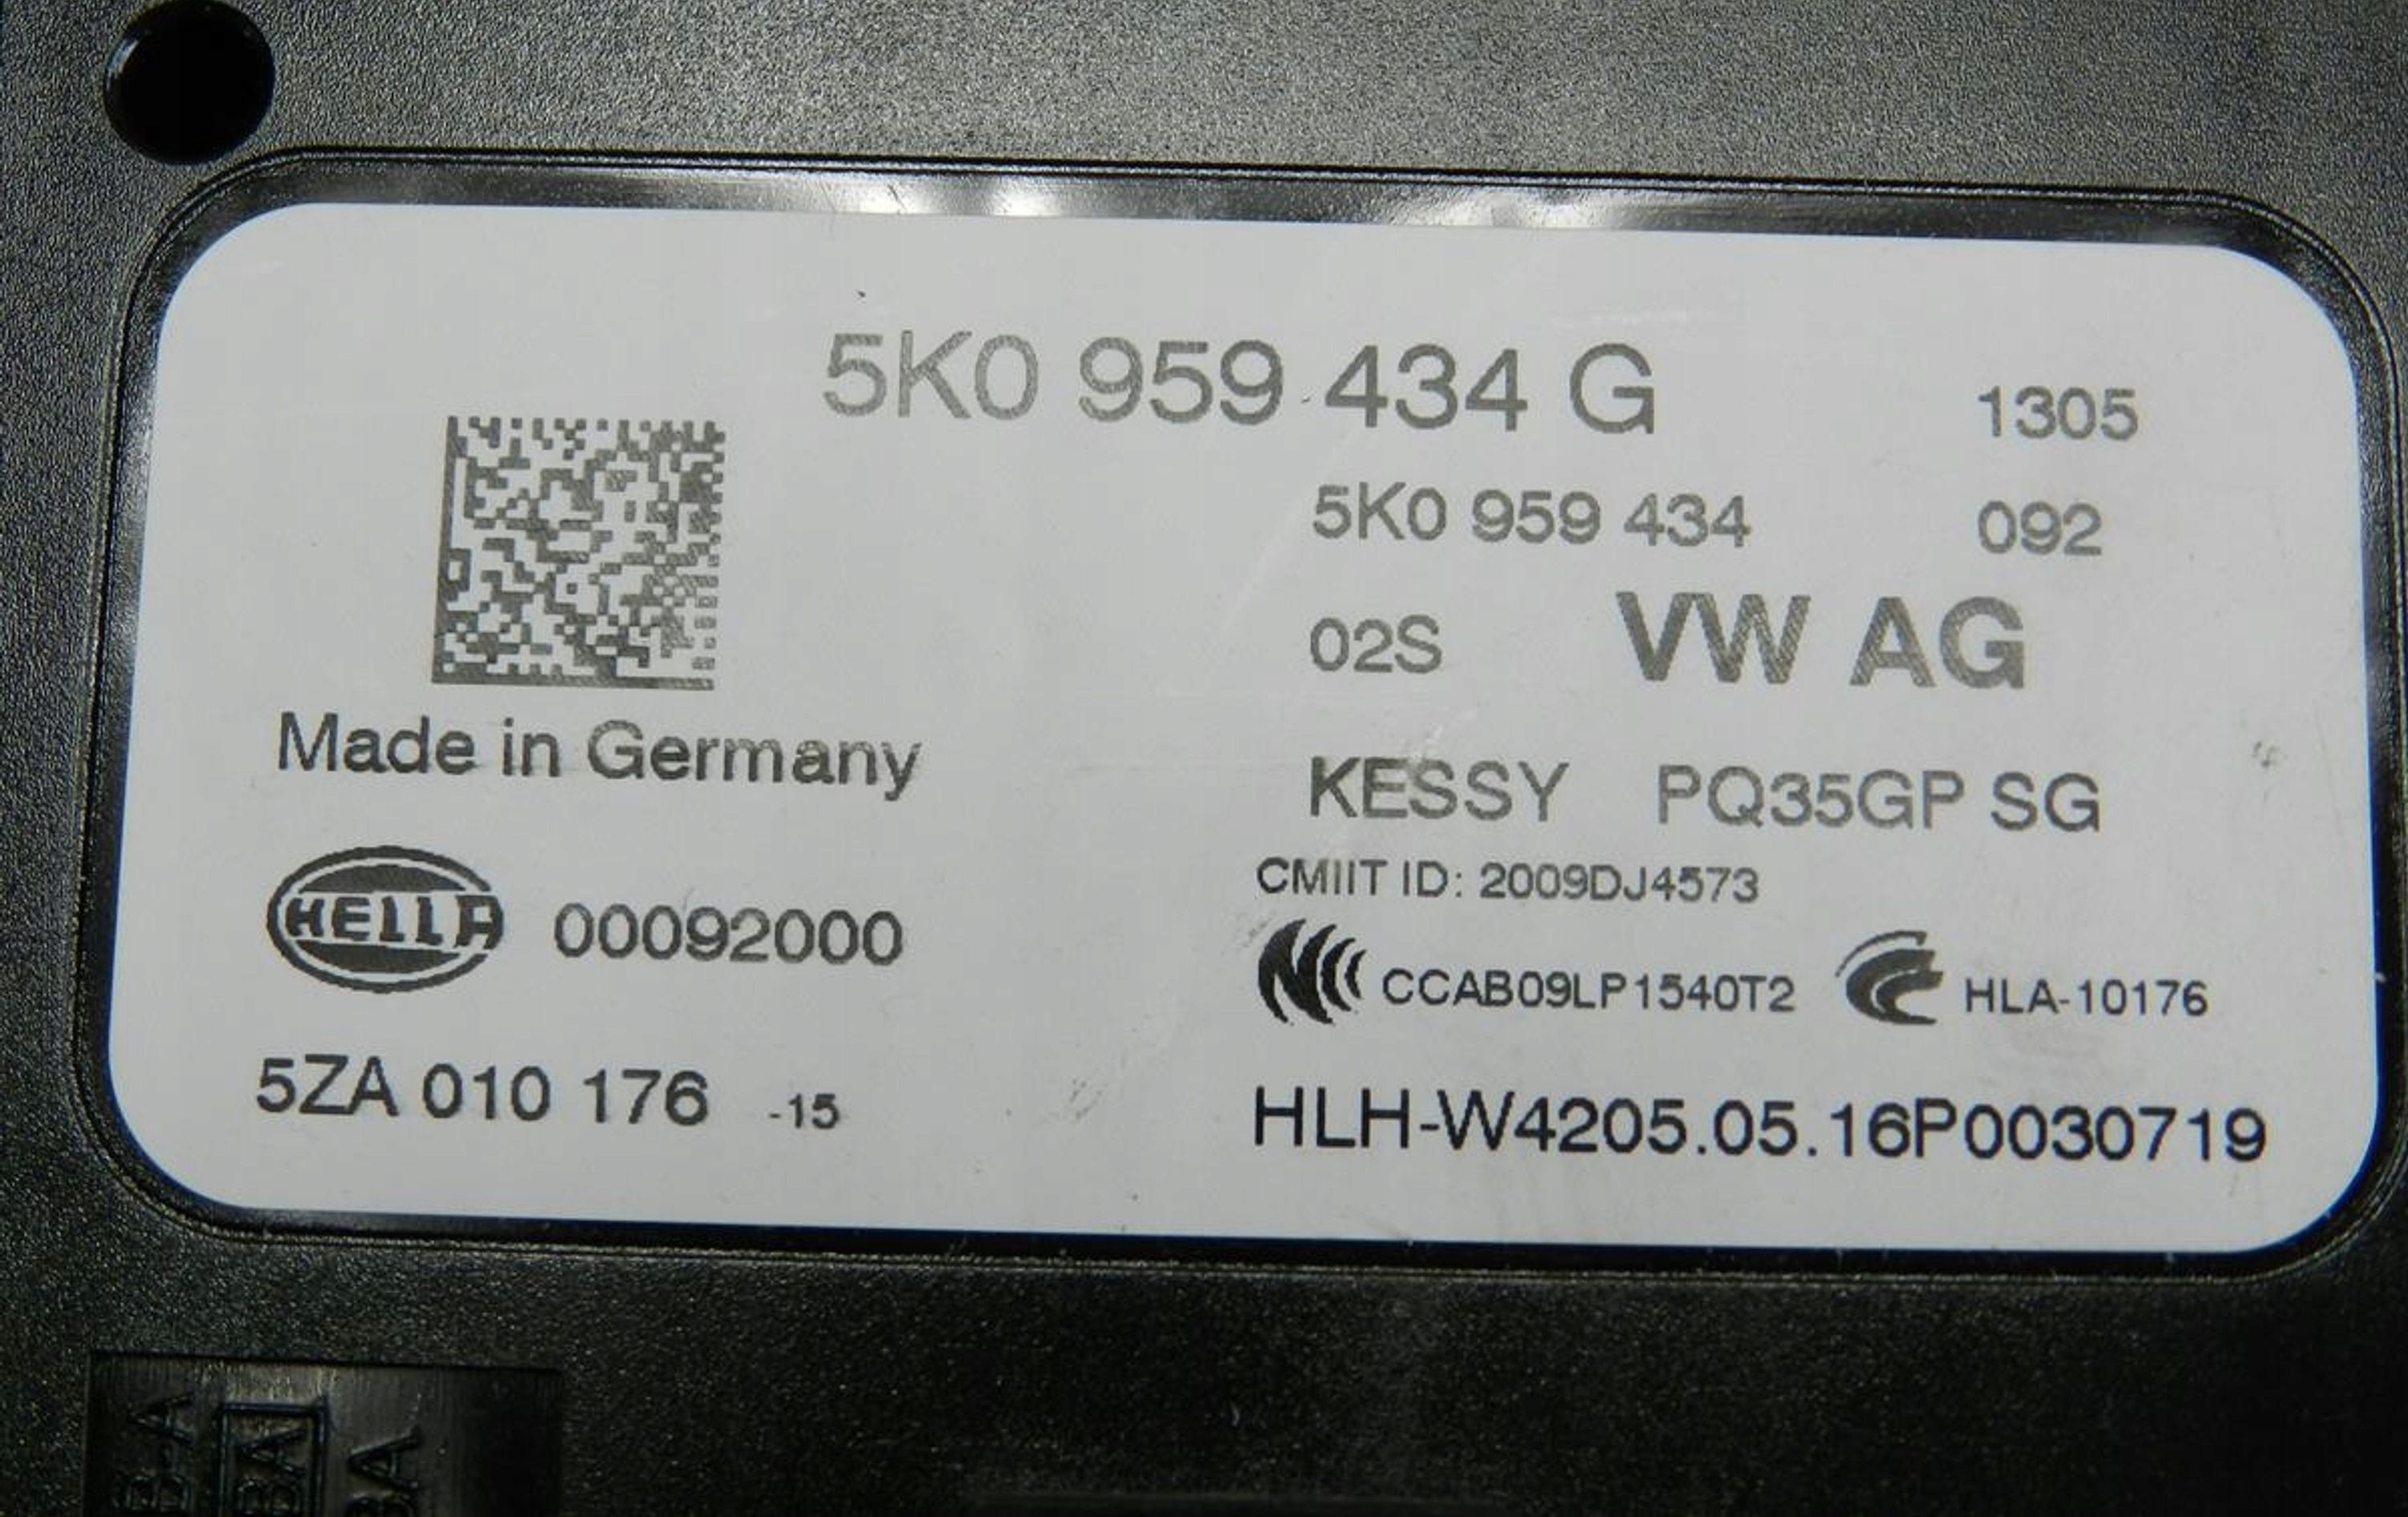 5K0 959 434 G 1305
5K0 959 434 092
02S VW AG
Made in Germany
KESSY PQ35GP SG
CMIIT ID: 2009DJ4573
HELLA 00092000
CCAB09LP1540T2 HLA-10176
5ZA 010 176 -15
HLH-W4205.05.16P0030719